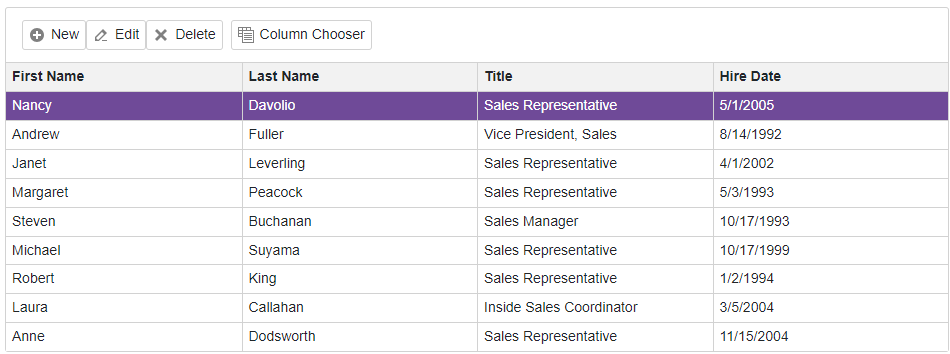 New Edit Delete Column Chooser
First Name Last Name Title Hire Date
Nancy Davolio Sales Representative 5/1/2005
Andrew Fuller Vice President, Sales 8/14/1992
Janet Leverling Sales Representative 4/1/2002
Margaret Peacock Sales Representative 5/3/1993
Steven Buchanan Sales Manager 10/17/1993
Michael Suyama Sales Representative 10/17/1999
Robert King Sales Representative 1/2/1994
Laura Callahan Inside Sales Coordinator 3/5/2004
Anne Dodsworth Sales Representative 11/15/2004